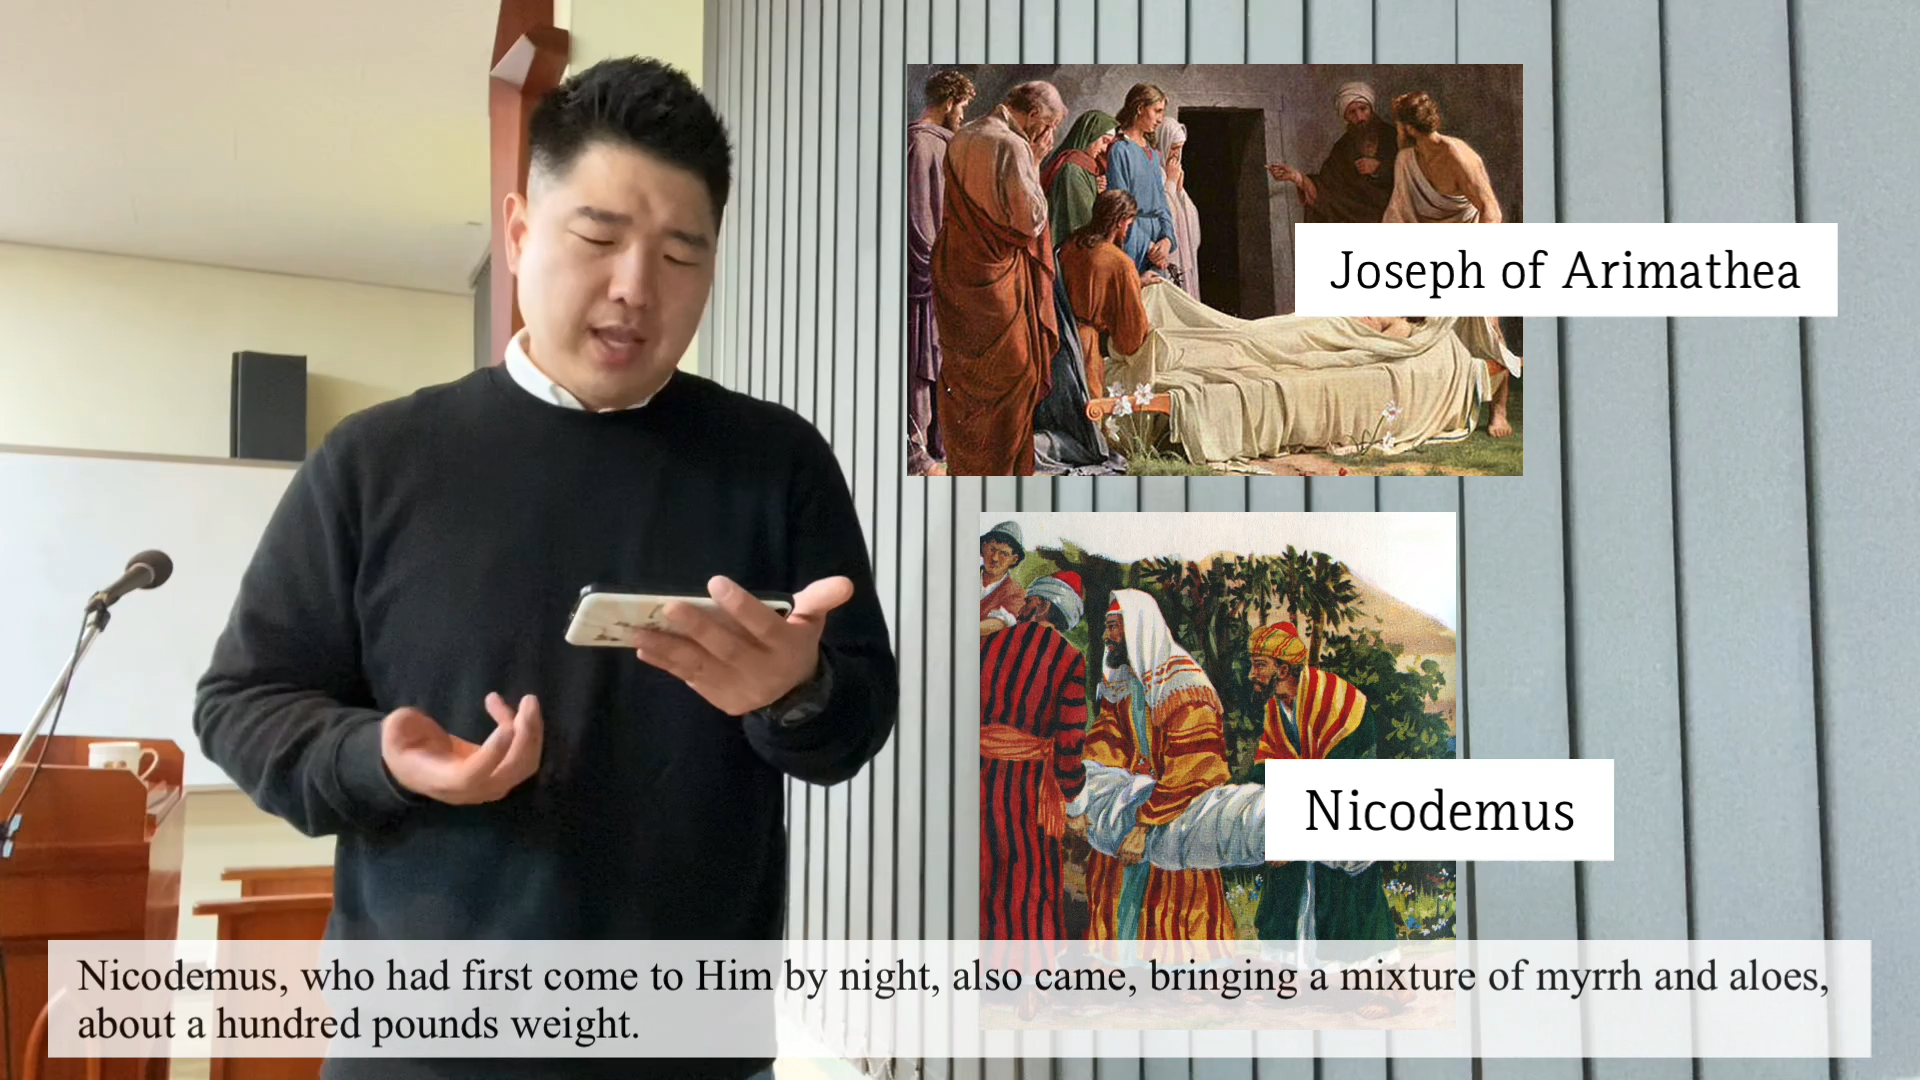 Joseph of Arimathea
Nicodemus
Nicodemus, who had first come to Him by night, also came, bringing a mixture of myrrh and aloes,
about a hundred pounds weight.